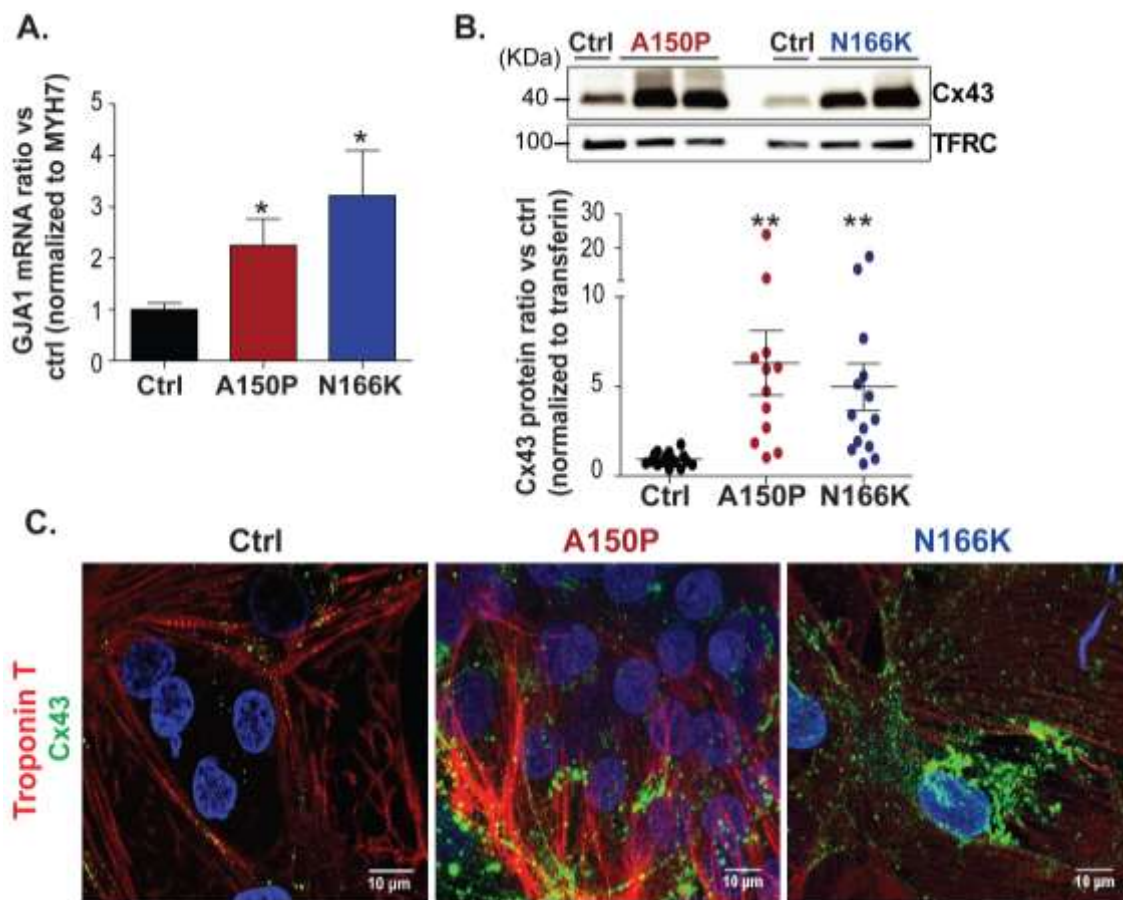 A.
GJA1 mRNA ratio vs
ctrl (normalized to MYH7)
5
4
3
2
1
0
*
*
Ctrl A150P N166K
B.
(KDa)
Ctrl A150P Ctrl N166K
40 Cx43
100 TFRC
Cx43 protein ratio vs ctrl
(normalized to transferin)
30
20
10
5
0
** **
Ctrl A150P N166K
C.
Ctrl A150P N166K
Troponin T
Cx43
10 µm 10 µm 10 µm